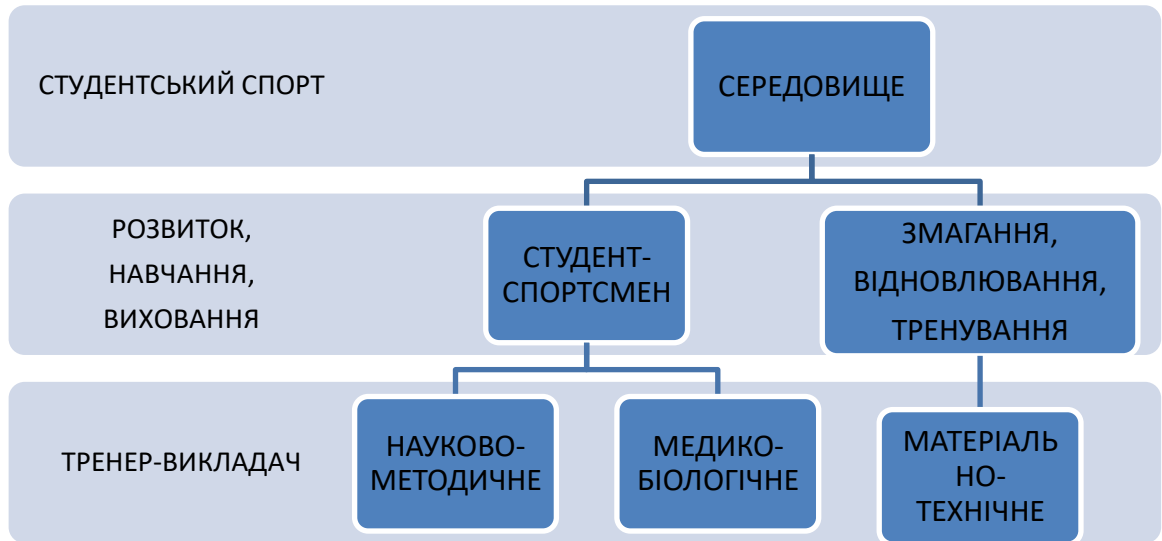 СТУДЕНТСЬКИЙ СПОРТ
СЕРЕДОВИЩЕ
РОЗВИТОК,
НАВЧАННЯ,
ВИХОВАННЯ
СТУДЕНТ-
СПОРТСМЕН
ЗМАГАННЯ,
ВІДНОВЛЮВАННЯ,
ТРЕНУВАННЯ
ТРЕНЕР-ВИКЛАДАЧ
НАУКОВО-
МЕТОДИЧНЕ
МЕДИКО-
БІОЛОГІЧНЕ
МАТЕРІАЛЬ
НО-
ТЕХНІЧНЕ